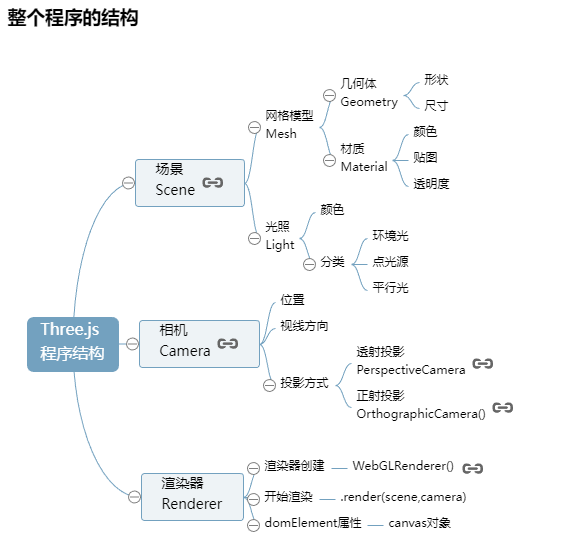 整个程序的结构
Three.js
程序结构
场景
Scene
网格模型
Mesh
几何体
Geometry
形状
尺寸
材质
Material
颜色
贴图
透明度
光照
Light
颜色
分类
环境光
点光源
平行光
相机
Camera
位置
视线方向
投影方式
透射投影
PerspectiveCamera
正射投影
OrthographicCamera()
渲染器
Renderer
渲染器创建
WebGLRenderer()
开始渲染
.render(scene,camera)
domElement属性
canvas对象